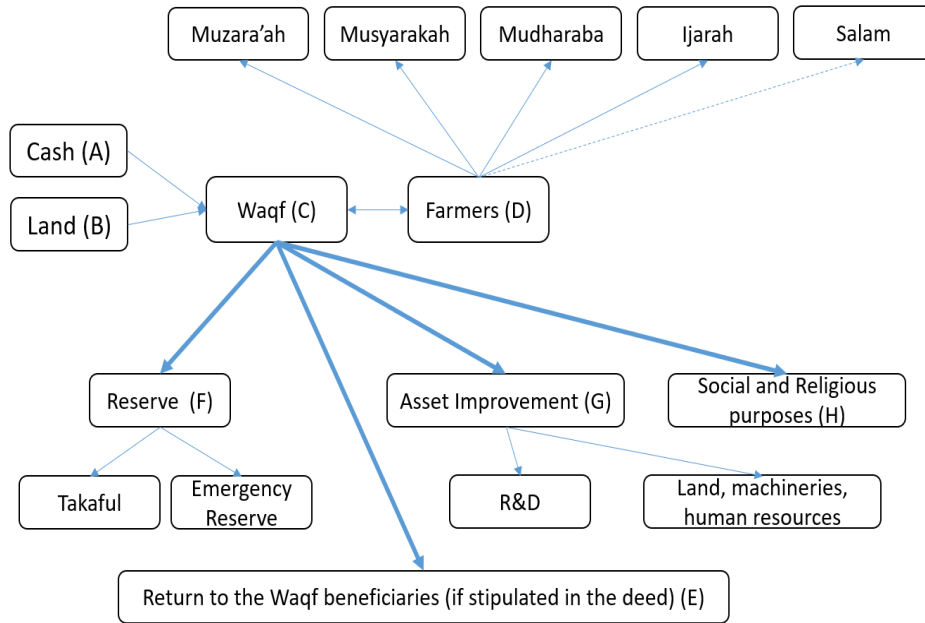 Muzara’ah
Musyarakah
Mudharaba
Ijarah
Salam
Cash (A)
Land (B)
Waqf (C)
Farmers (D)
Reserve (F)
Asset Improvement (G)
Social and Religious
purposes (H)
Takaful
Emergency
Reserve
R&D
Land, machineries,
human resources
Return to the Waqf beneficiaries (if stipulated in the deed) (E)